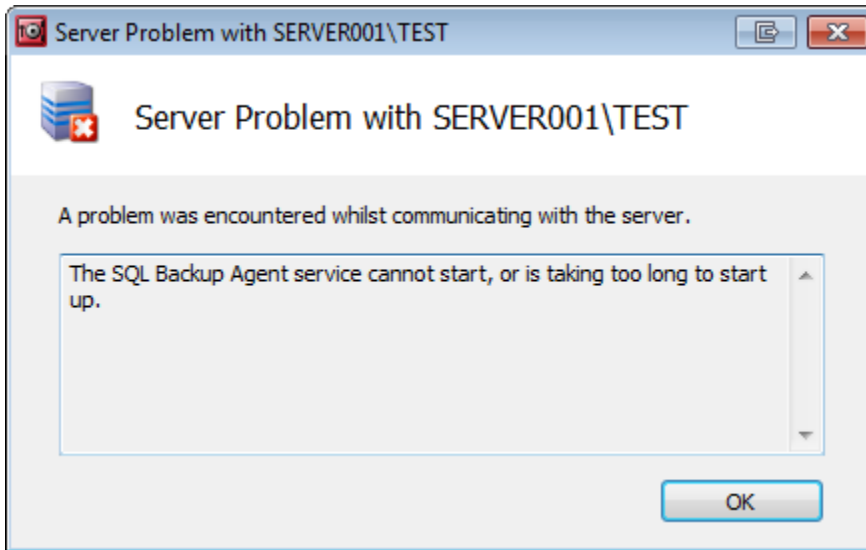 Server Problem with SERVER001\TEST
Server Problem with SERVER001\TEST
A problem was encountered whilst communicating with the server.
The SQL Backup Agent service cannot start, or is taking too long to start
up.
OK